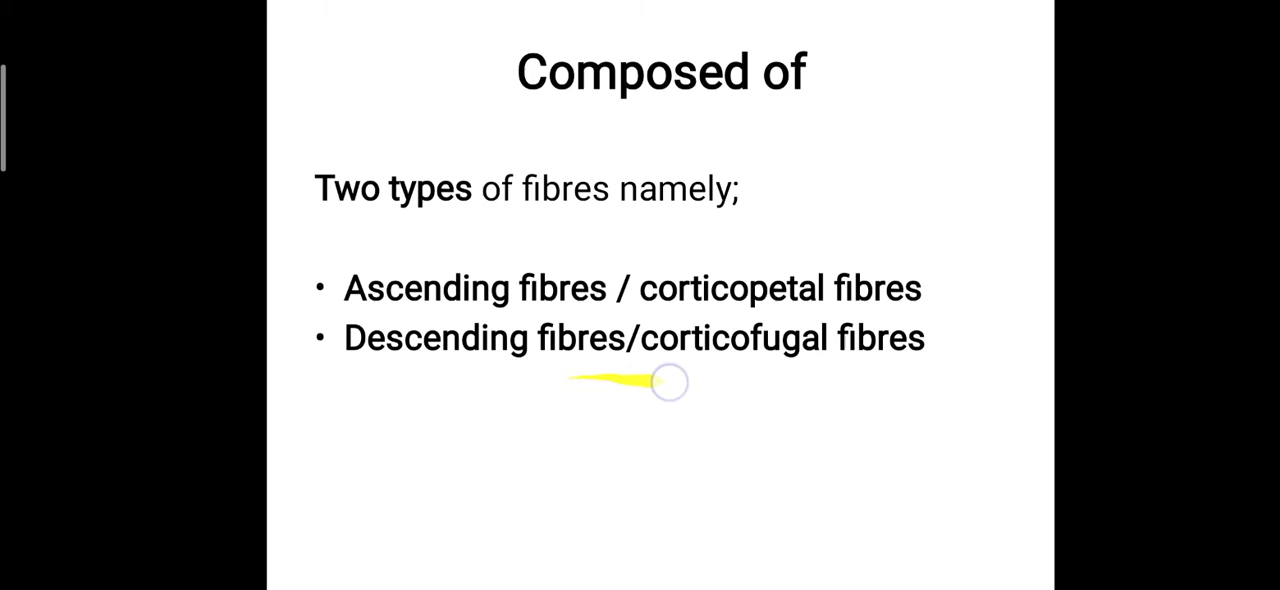 Composed of
Two types of fibres namely;
• Ascending fibres / corticopetal fibres
• Descending fibres/corticofugal fibres